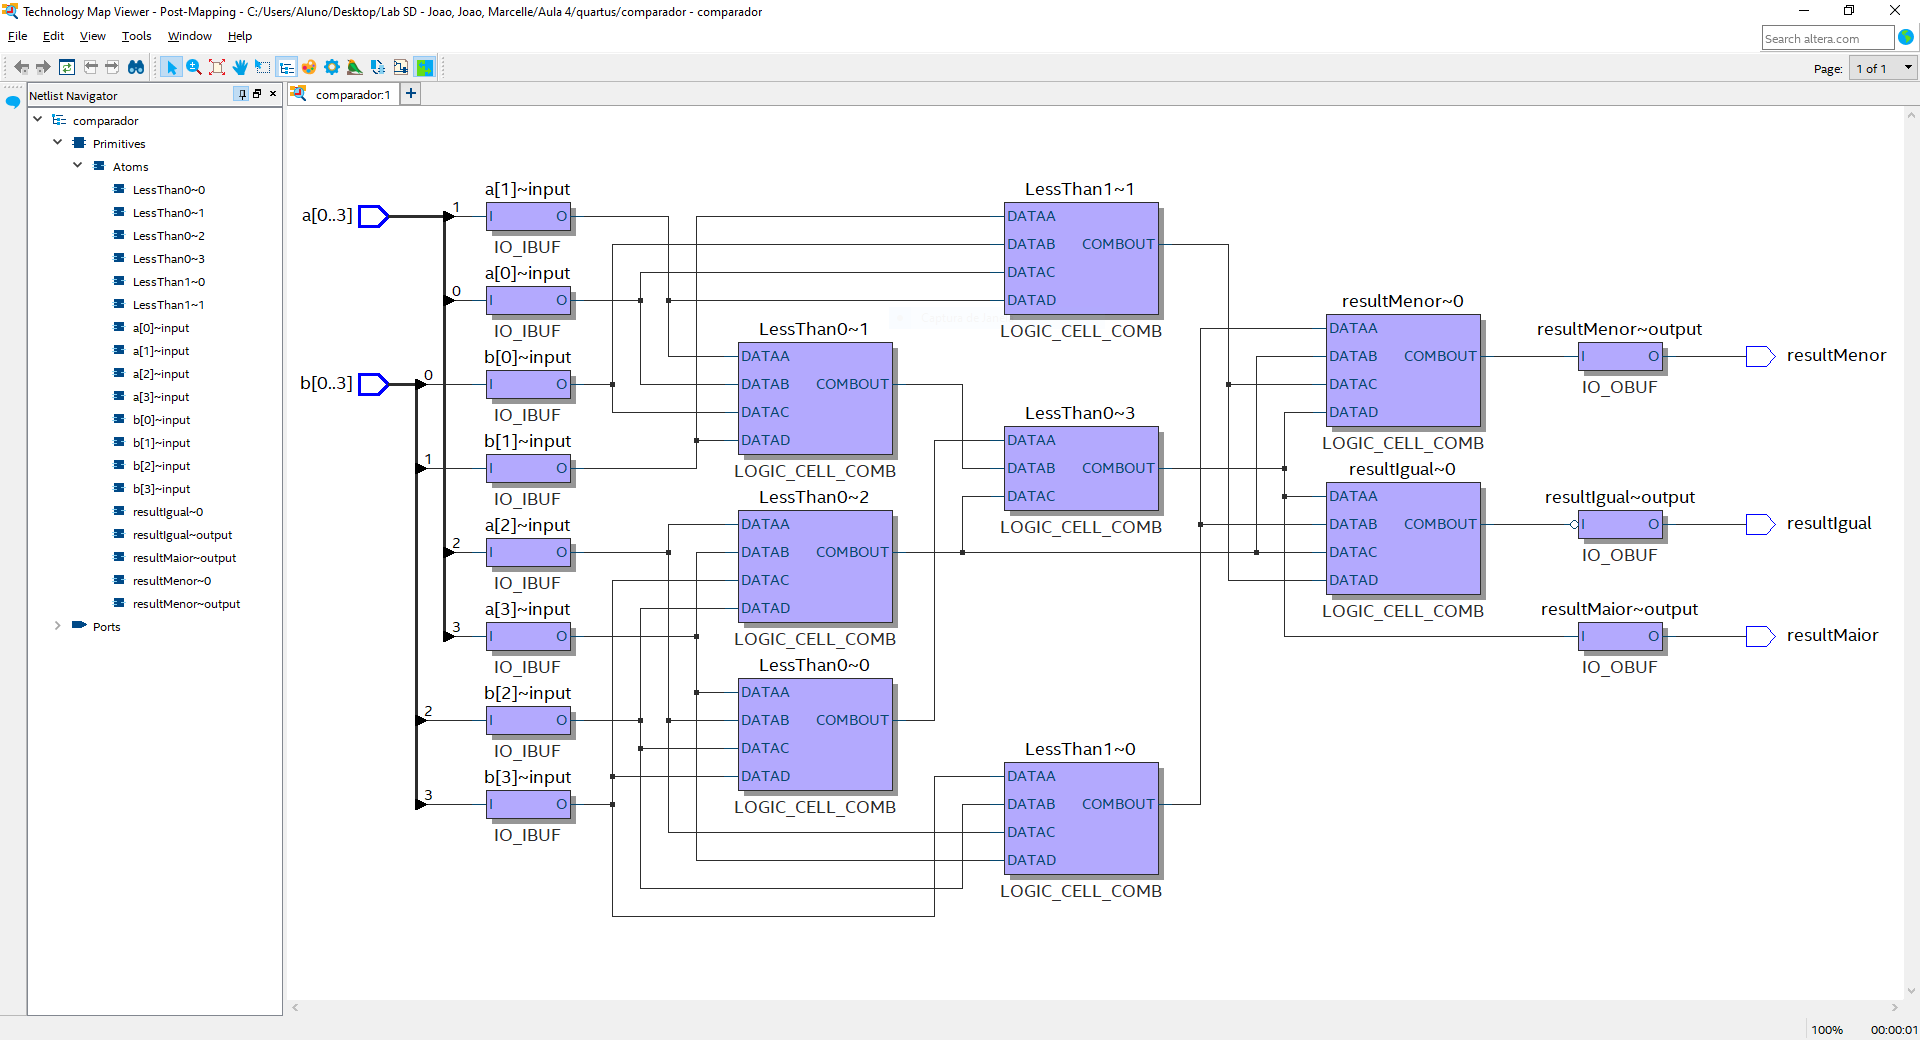 Technology Map Viewer - Post-Mapping - C:/Users/Aluno/Desktop/Lab SD - Joao, Joao, Marcelle/Aula 4/quartus/comparador - comparador
File Edit View Tools Window Help
Search altera.com
Page: 1 of 1
Netlist Navigator
comparador
Primitives
Atoms
LessThan0~0
LessThan0~1
LessThan0~2
LessThan0~3
LessThan1~0
LessThan1~1
a[0]~input
a[1]~input
a[2]~input
a[3]~input
b[0]~input
b[1]~input
b[2]~input
b[3]~input
resultIgual~0
resultIgual~output
resultMaior~output
resultMenor~0
resultMenor~output
Ports
comparador:1
a[0..3]
b[0..3]
1
0
0
1
2
3
2
3
a[1]~input
I O
IO_IBUF
a[0]~input
I O
IO_IBUF
b[0]~input
I O
IO_IBUF
b[1]~input
I O
IO_IBUF
a[2]~input
I O
IO_IBUF
a[3]~input
I O
IO_IBUF
b[2]~input
I O
IO_IBUF
b[3]~input
I O
IO_IBUF
LessThan0~1
DATAA
DATAB COMBOUT
DATAC
DATAD
LOGIC_CELL_COMB
LessThan0~2
DATAA
DATAB COMBOUT
DATAC
DATAD
LOGIC_CELL_COMB
LessThan0~0
DATAA
DATAB COMBOUT
DATAC
DATAD
LOGIC_CELL_COMB
LessThan1~1
DATAA
DATAB COMBOUT
DATAC
DATAD
LOGIC_CELL_COMB
LessThan0~3
DATAA
DATAB COMBOUT
DATAC
LOGIC_CELL_COMB
LessThan1~0
DATAA
DATAB COMBOUT
DATAC
DATAD
LOGIC_CELL_COMB
resultMenor~0
DATAA
DATAB COMBOUT
DATAC
DATAD
LOGIC_CELL_COMB
resultIgual~0
DATAA
DATAB COMBOUT
DATAC
DATAD
LOGIC_CELL_COMB
resultMenor~output
I O
IO_OBUF
resultMenor
resultIgual~output
I O
IO_OBUF
resultIgual
resultMaior~output
I O
IO_OBUF
resultMaior
100% 00:00:01